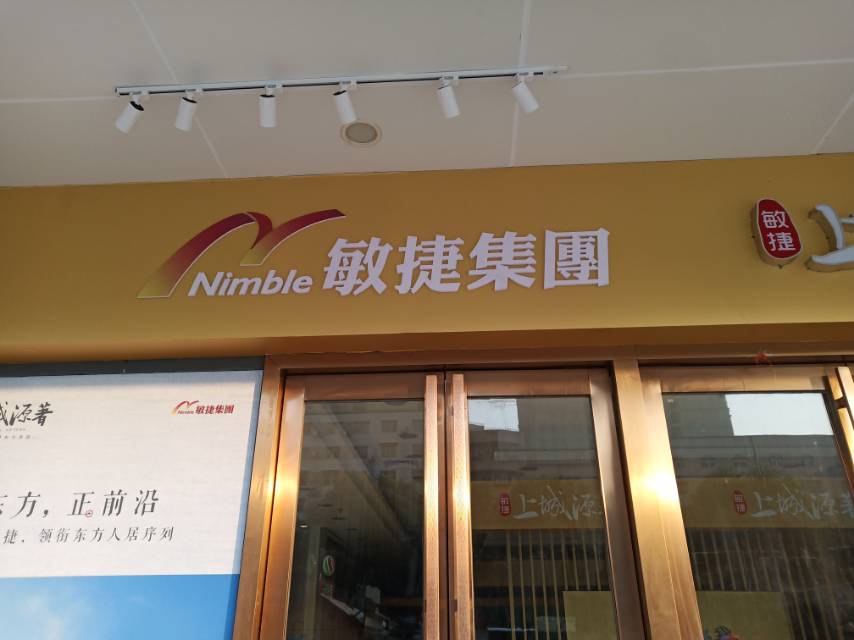 Nimble 敏捷集團
敏捷
上
城源著
Nimble 敏捷集團
东方，正前沿
捷．领衔东方人居序列
敏捷 上城源
敏捷 上城源著